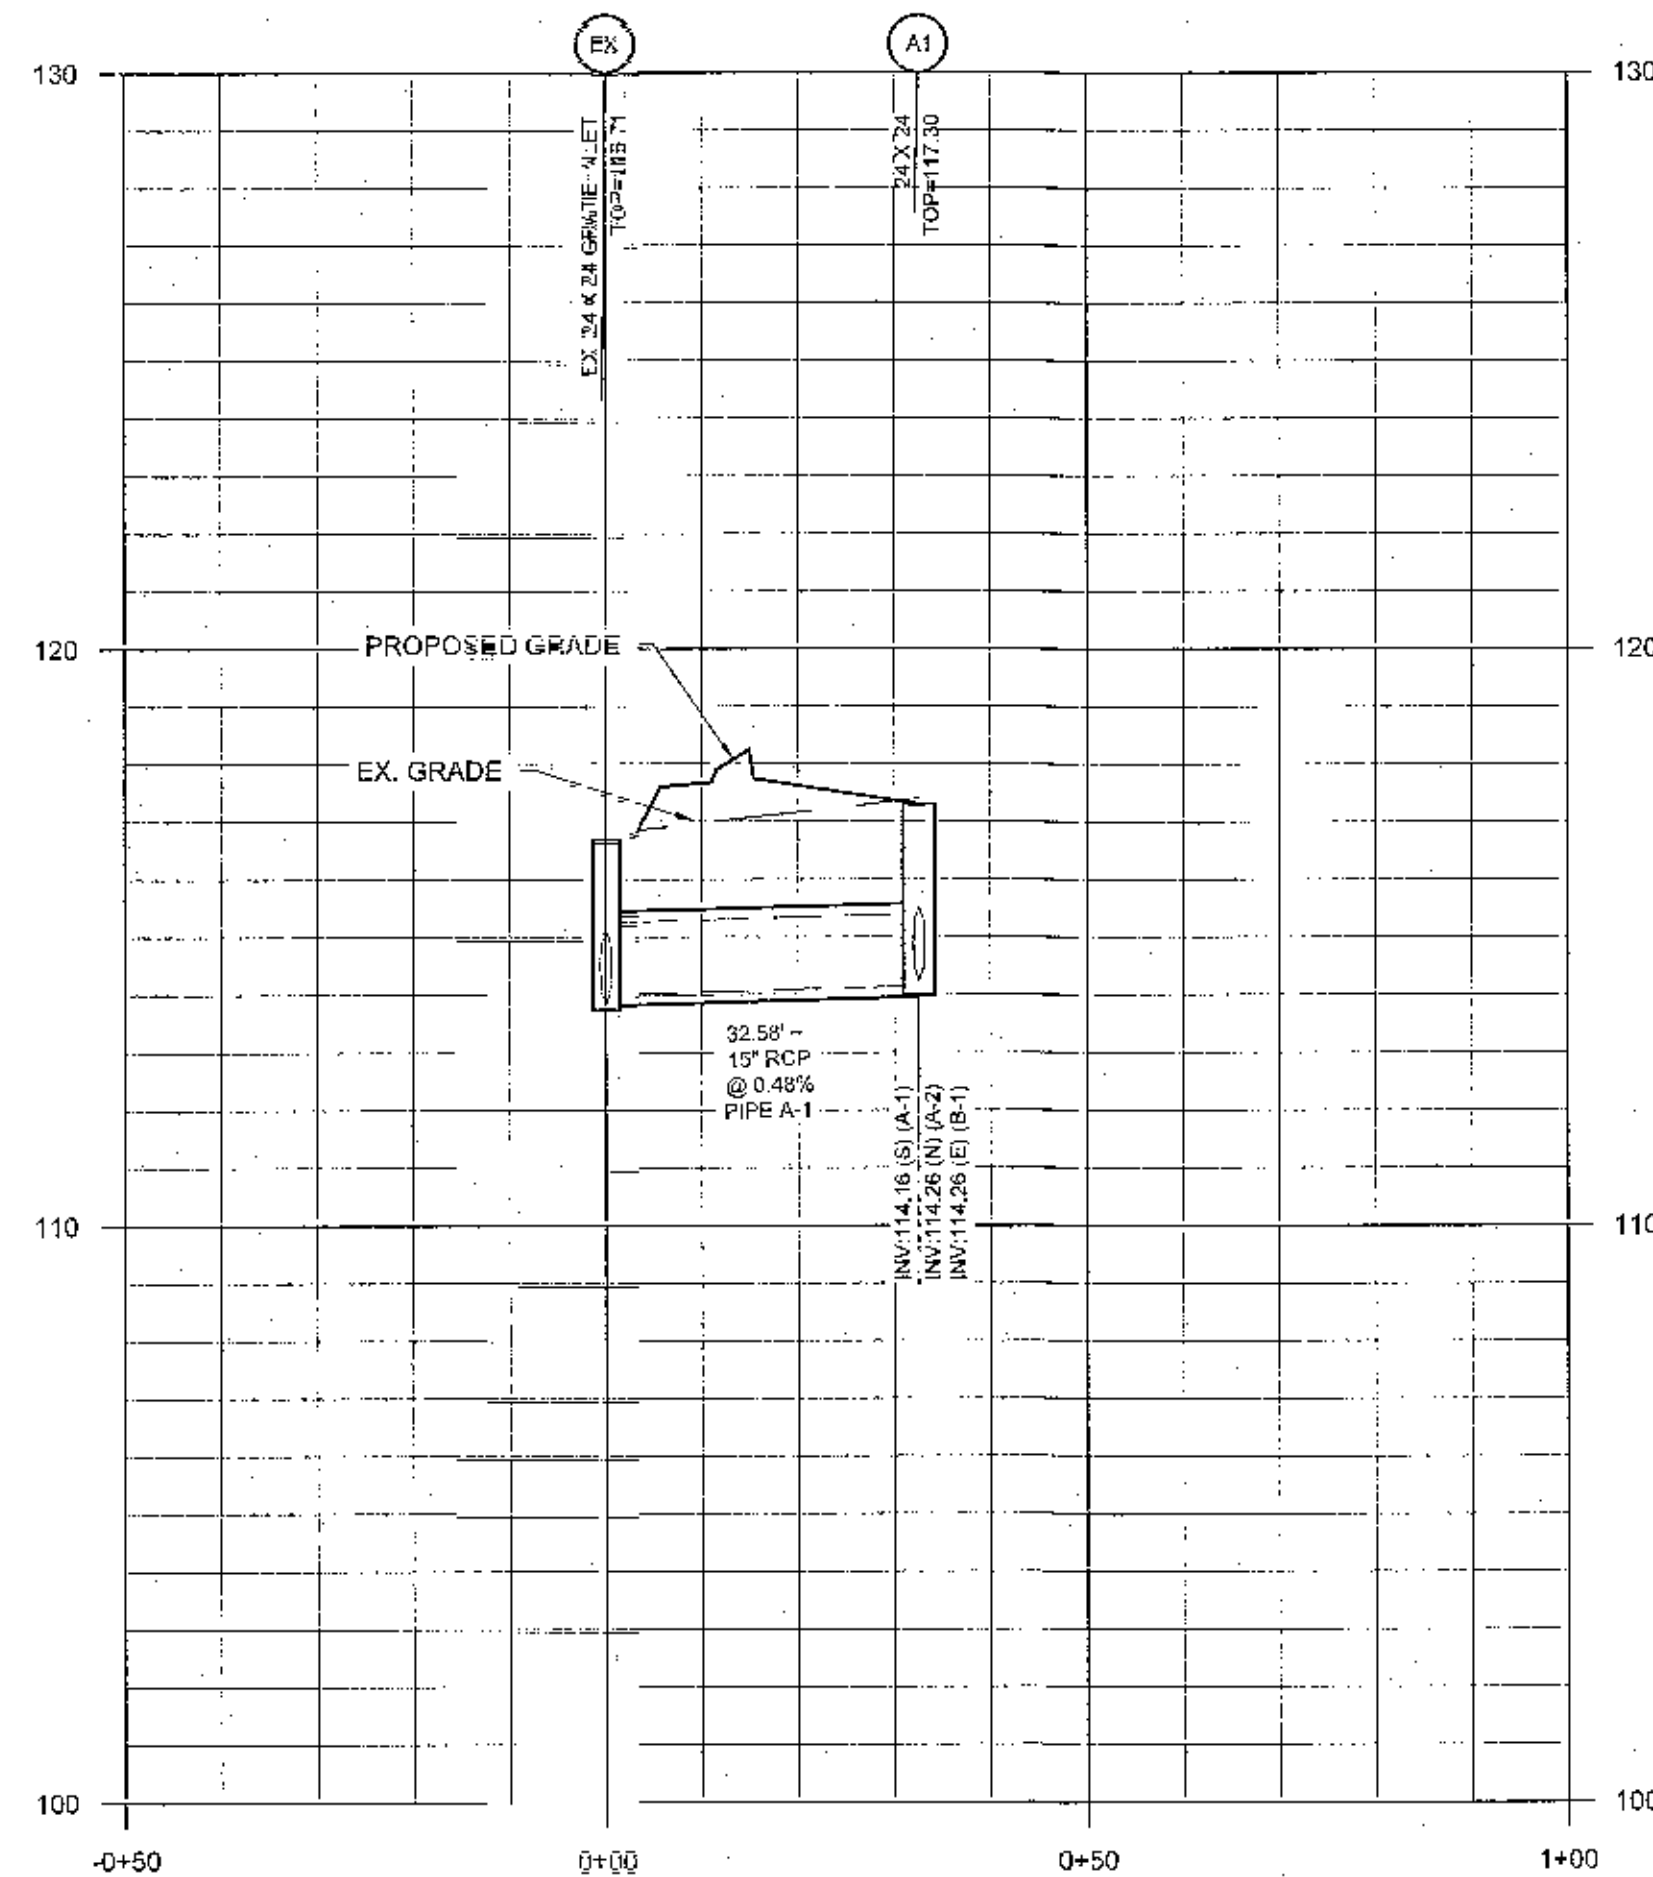 EX
A1
130
130
EX 24 X 24 GRATE INLET
24 X 24
TOP=117.30
120
PROPOSED GRADE
120
EX. GRADE
32.58' ~
15" RCP
@ 0.48%
PIPE A-1
INV:114.16 (S) (A-1)
INV:114.26 (N) (A-2)
INV:114.26 (E) (B-1)
110
110
100
100
-0+50
0+00
0+50
1+00